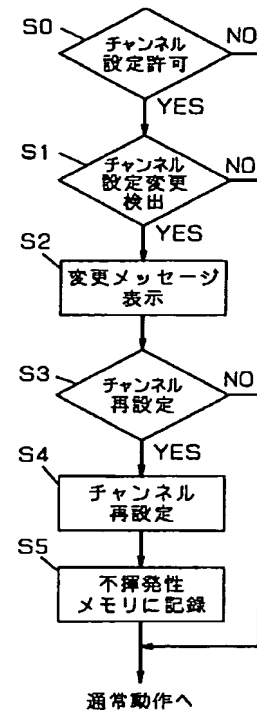 S0
チャンネル
設定許可
NO
YES
S1
チャンネル
設定変更
検出
NO
YES
S2
変更メッセージ
表示
S3
チャンネル
再設定
NO
YES
S4
チャンネル
再設定
S5
不揮発性
メモリに記録
通常動作へ